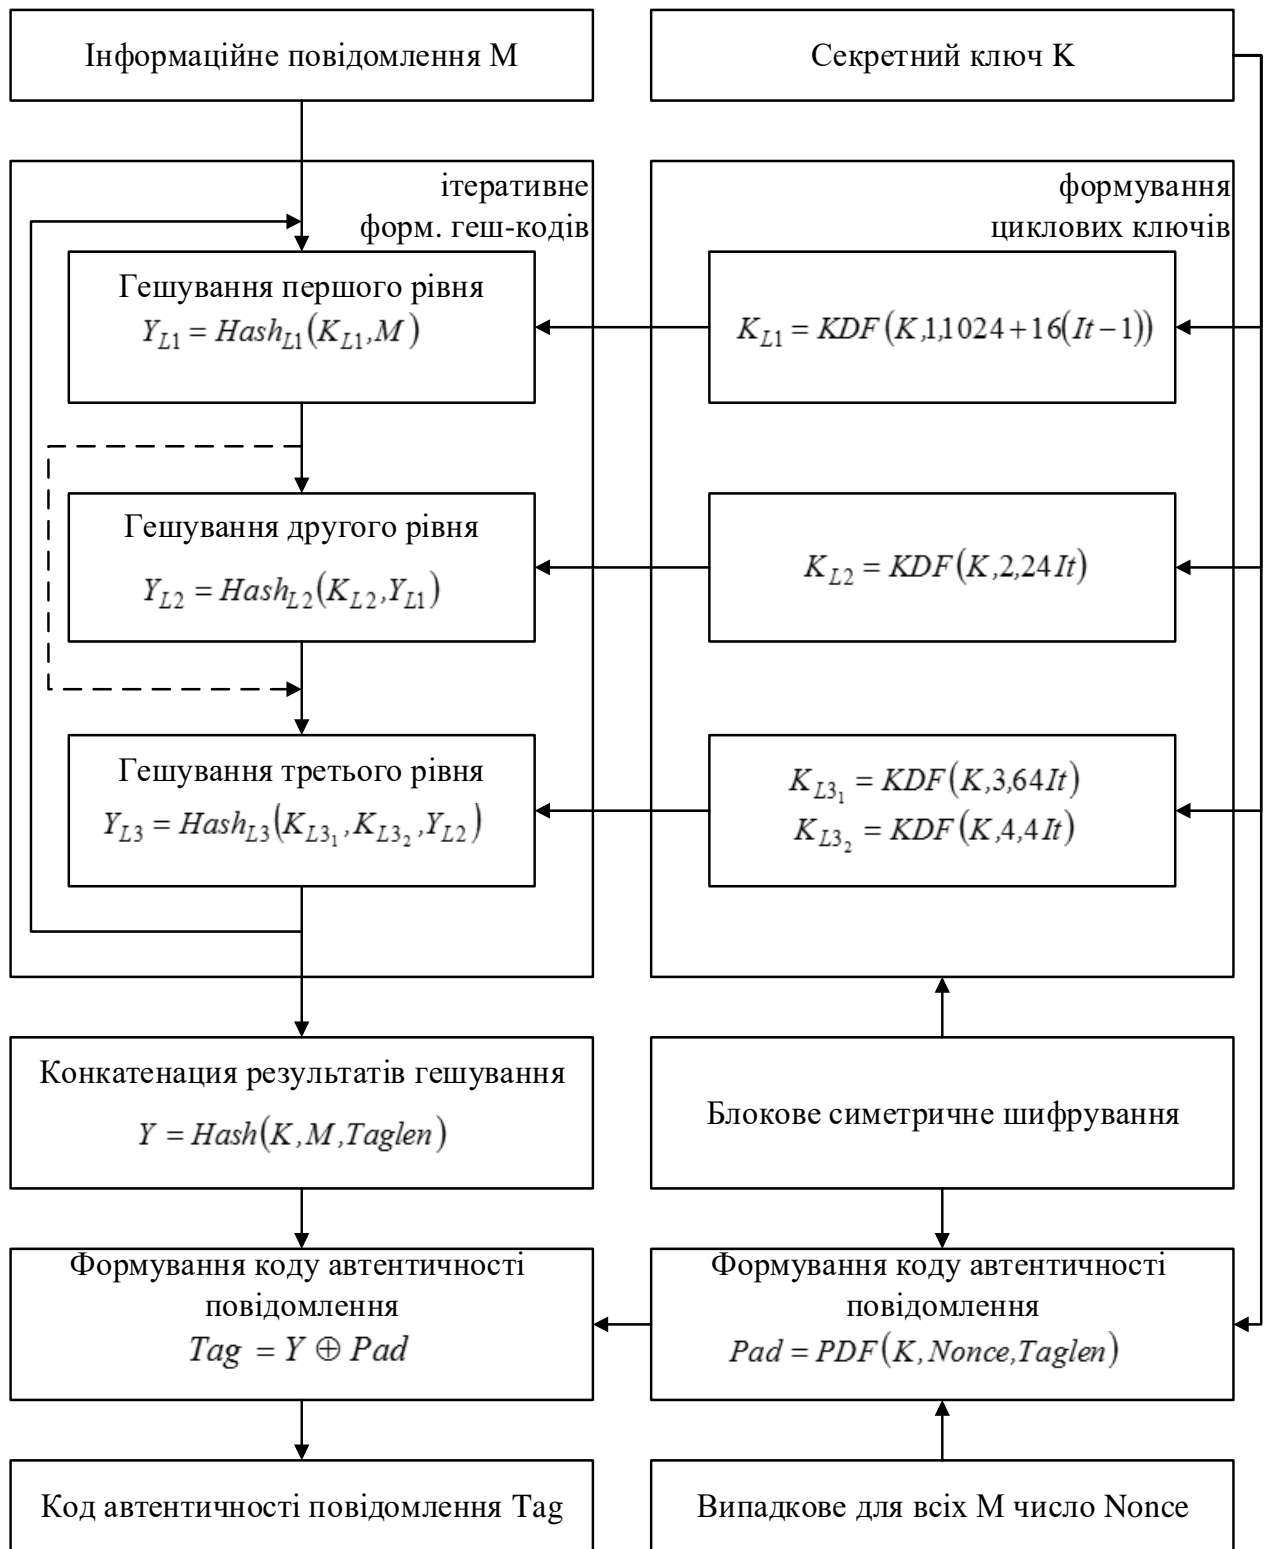 Інформаційне повідомлення M
Секретний ключ K
ітеративне
форм. геш-кодів
формування
циклових ключів
Гешування першого рівня
Y_{L1} = Hash_{L1}(K_{L1},M)
K_{L1} = KDF(K,1,1024+16(It−1))
Гешування другого рівня
Y_{L2} = Hash_{L2}(K_{L2},Y_{L1})
K_{L2} = KDF(K,2,24It)
Гешування третього рівня
Y_{L3} = Hash_{L3}(K_{L3_1},K_{L3_2},Y_{L2})
K_{L3_1} = KDF(K,3,64It)
K_{L3_2} = KDF(K,4,4It)
Конкатенация результатів гешування
Y = Hash(K,M,Taglen)
Блокове симетричне шифрування
Формування коду автентичності
повідомлення
Tag = Y ⊕ Pad
Формування коду автентичності
повідомлення
Pad = PDF(K,Nonce,Taglen)
Код автентичності повідомлення Tag
Випадкове для всіх M число Nonce